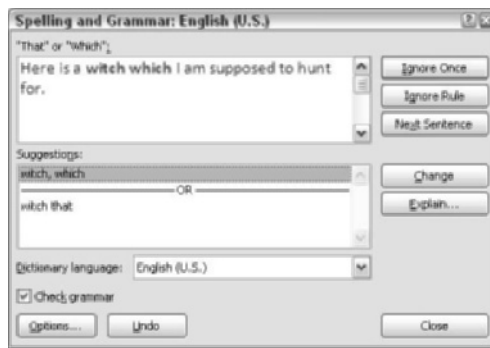 Spelling and Grammar: English (U.S.)
"That" or "Which":
Here is a witch which I am supposed to hunt
for.
Ignore Once
Ignore Rule
Next Sentence
Suggestions:
witch, which
OR
witch that
Change
Explain...
Dictionary language: English (U.S.)
Check grammar
Options... Undo Close